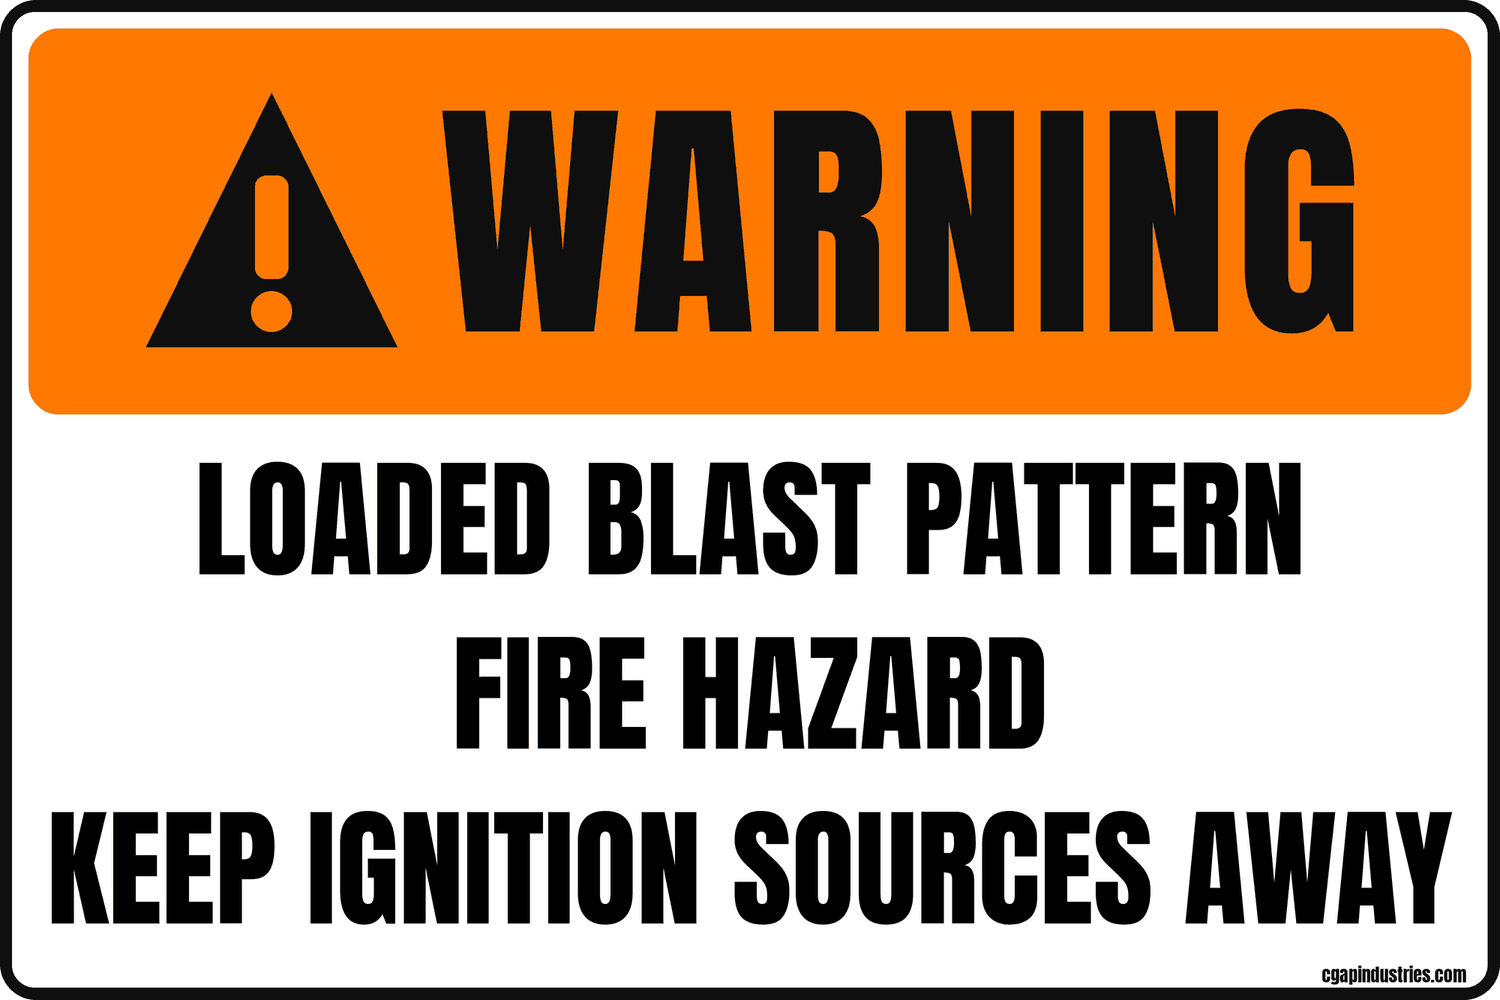 WARNING
LOADED BLAST PATTERN
FIRE HAZARD
KEEP IGNITION SOURCES AWAY
cgapindustries.com